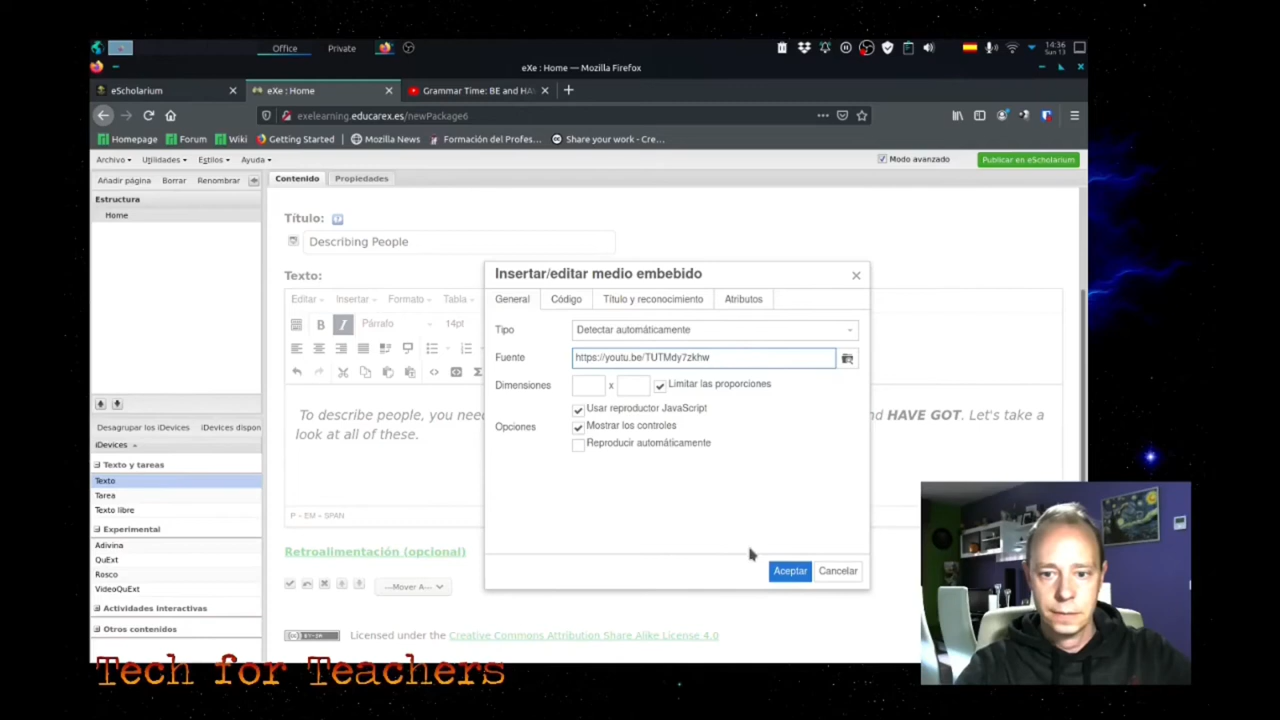 Office Private
14:36
Sun 13
eXe : Home — Mozilla Firefox
eScholarium
eXe : Home
Grammar Time: BE and HAV
exelearning.educarex.es/newPackage6
Homepage Forum Wiki Getting Started Mozilla News Formación del Profes... Share your work - Cre...
Archivo Utilidades Estilos Ayuda
Modo avanzado
Publicar en eScholarium
Añadir página Borrar Renombrar
Contenido Propiedades
Estructura
Home
Título:
Describing People
Texto:
Editar Insertar Formato Tabla
B I Párrafo 14pt
To describe people, you nee
d HAVE GOT. Let's take a
look at all of these.
P » EM » SPAN
Insertar/editar medio embebido
General Código Título y reconocimiento Atributos
Tipo Detectar automáticamente
Fuente https://youtu.be/TUTMdy7zkhw
Dimensiones x Limitar las proporciones
Opciones
Usar reproductor JavaScript
Mostrar los controles
Reproducir automáticamente
Aceptar Cancelar
Desagrupar los iDevices iDevices dispon
iDevices
Texto y tareas
Texto
Tarea
Texto libre
Experimental
Adivina
QuExt
Rosco
VideoQuExt
Actividades interactivas
Otros contenidos
Retroalimentación (opcional)
---Mover A---
Licensed under the Creative Commons Attribution Share Alike License 4.0
Tech for Teachers